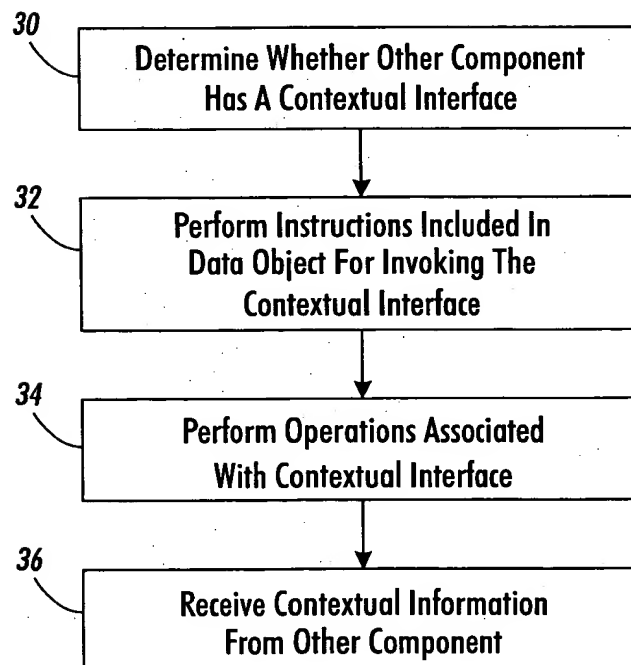 30
Determine Whether Other Component
Has A Contextual Interface
32
Perform Instructions Included In
Data Object For Invoking The
Contextual Interface
34
Perform Operations Associated
With Contextual Interface
36
Receive Contextual Information
From Other Component